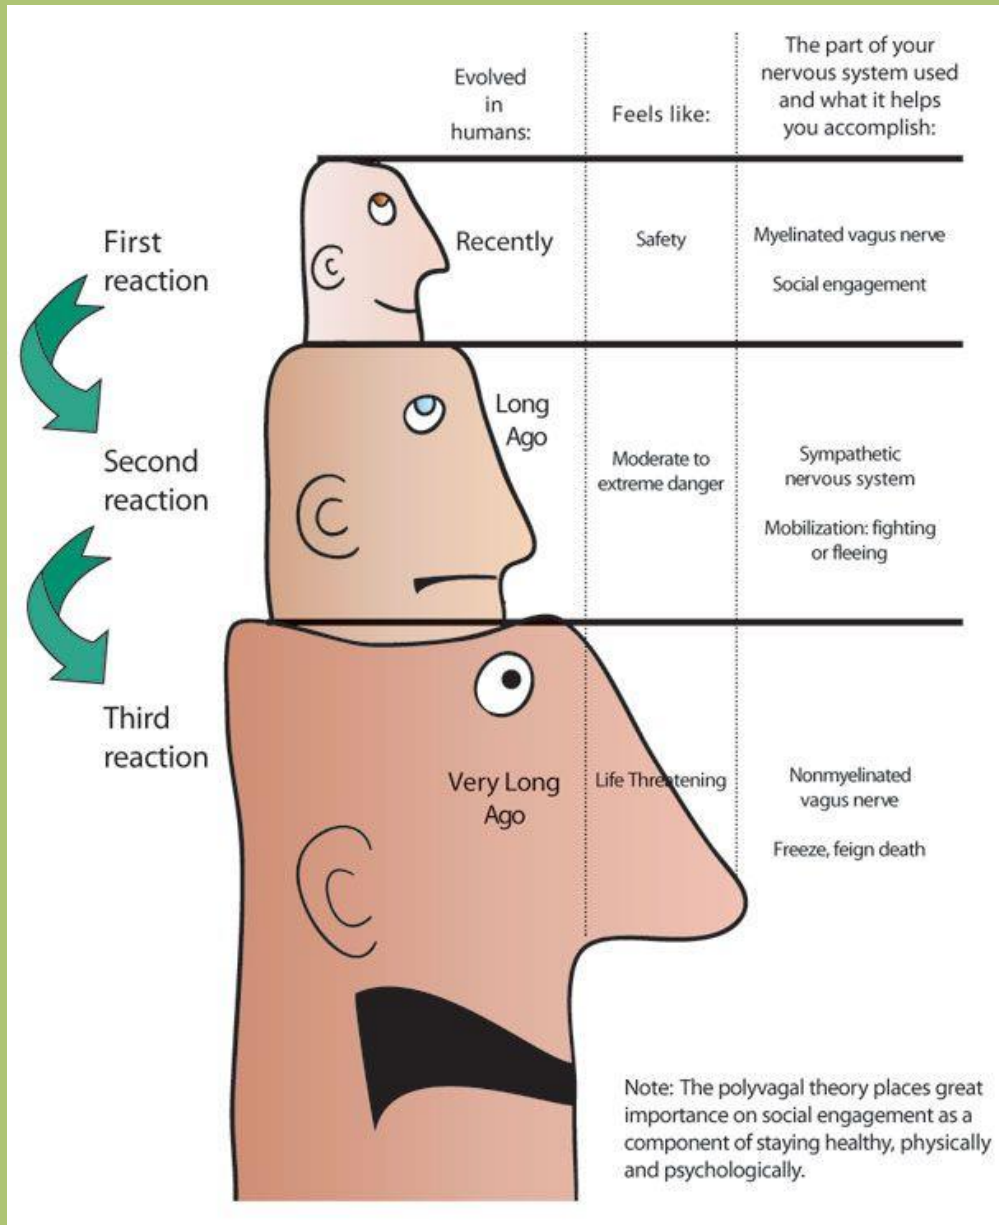 Evolved
in
humans:
Feels like:
The part of your
nervous system used
and what it helps
you accomplish:
First
reaction
Recently
Safety
Myelinated vagus nerve
Social engagement
Second
reaction
Long
Ago
Moderate to
extreme danger
Sympathetic
nervous system
Mobilization: fighting
or fleeing
Third
reaction
Very Long
Ago
Life Threatening
Nonmyelinated
vagus nerve
Freeze, feign death
Note: The polyvagal theory places great
importance on social engagement as a
component of staying healthy, physically
and psychologically.